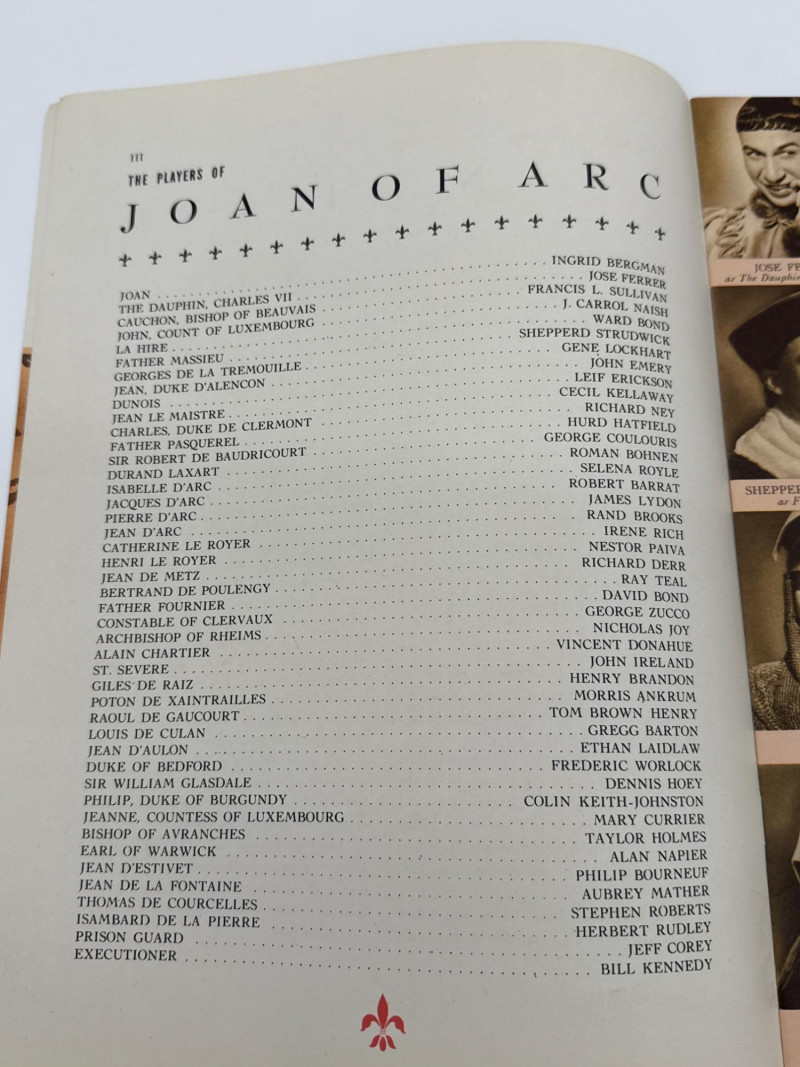 III
THE PLAYERS OF
JOAN OF ARC
JOAN . . . INGRID BERGMAN
THE DAUPHIN, CHARLES VII . . . JOSE FERRER
CAUCHON, BISHOP OF BEAUVAIS . . . FRANCIS L. SULLIVAN
JOHN, COUNT OF LUXEMBOURG . . . J. CARROL NAISH
LA HIRE . . . WARD BOND
FATHER MASSIEU . . . SHEPPERD STRUDWICK
GEORGES DE LA TREMOUILLE . . . GENE LOCKHART
JEAN, DUKE D'ALENCON . . . JOHN EMERY
DUNOIS . . . LEIF ERICKSON
JEAN LE MAISTRE . . . CECIL KELLAWAY
CHARLES, DUKE DE CLERMONT . . . RICHARD NEY
FATHER PASQUEREL . . . HURD HATFIELD
SIR ROBERT DE BAUDRICOURT . . . GEORGE COULOURIS
DURAND LAXART . . . ROMAN BOHNEN
ISABELLE D'ARC . . . SELENA ROYLE
JACQUES D'ARC . . . ROBERT BARRAT
PIERRE D'ARC . . . JAMES LYDON
JEAN D'ARC . . . RAND BROOKS
CATHERINE LE ROYER . . . IRENE RICH
HENRI LE ROYER . . . NESTOR PAIVA
JEAN DE METZ . . . RICHARD DERR
BERTRAND DE POULENGY . . . RAY TEAL
FATHER FOURNIER . . . DAVID BOND
CONSTABLE OF CLERVAUX . . . GEORGE ZUCCO
ARCHBISHOP OF RHEIMS . . . NICHOLAS JOY
ALAIN CHARTIER . . . VINCENT DONAHUE
ST. SEVERE . . . JOHN IRELAND
GILES DE RAIZ . . . HENRY BRANDON
POTON DE XAINTRAILLES . . . MORRIS ANKRUM
RAOUL DE GAUCOURT . . . TOM BROWN HENRY
LOUIS DE CULAN . . . GREGG BARTON
JEAN D'AULON . . . ETHAN LAIDLAW
DUKE OF BEDFORD . . . FREDERIC WORLOCK
SIR WILLIAM GLASDALE . . . DENNIS HOEY
PHILIP, DUKE OF BURGUNDY . . . COLIN KEITH-JOHNSTON
JEANNE, COUNTESS OF LUXEMBOURG . . . MARY CURRIER
BISHOP OF AVRANCHES . . . TAYLOR HOLMES
EARL OF WARWICK . . . ALAN NAPIER
JEAN D'ESTIVET . . . PHILIP BOURNEUF
JEAN DE LA FONTAINE . . . AUBREY MATHER
THOMAS DE COURCELLES . . . STEPHEN ROBERTS
ISAMBARD DE LA PIERRE . . . HERBERT RUDLEY
PRISON GUARD . . . JEFF COREY
EXECUTIONER . . . BILL KENNEDY
JOSE
as The
as